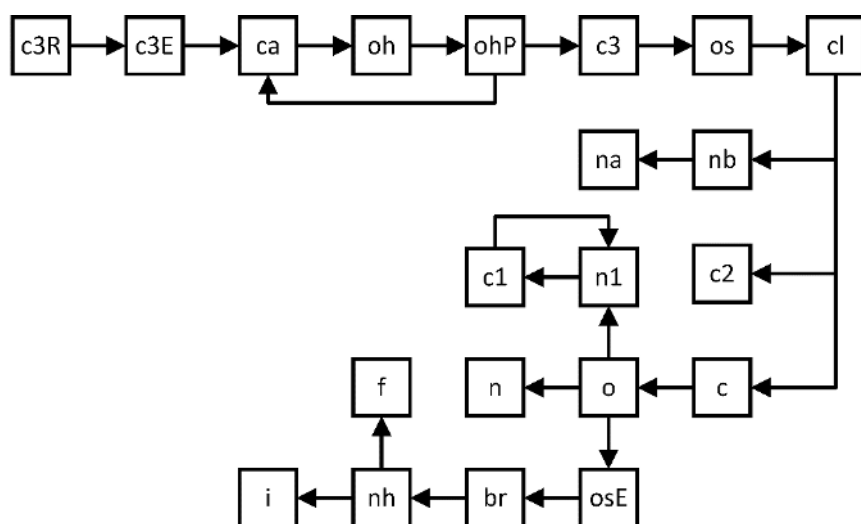 c3R c3E ca oh ohP c3 os cl
na nb
c1 n1 c2
f n o c
i nh br osE